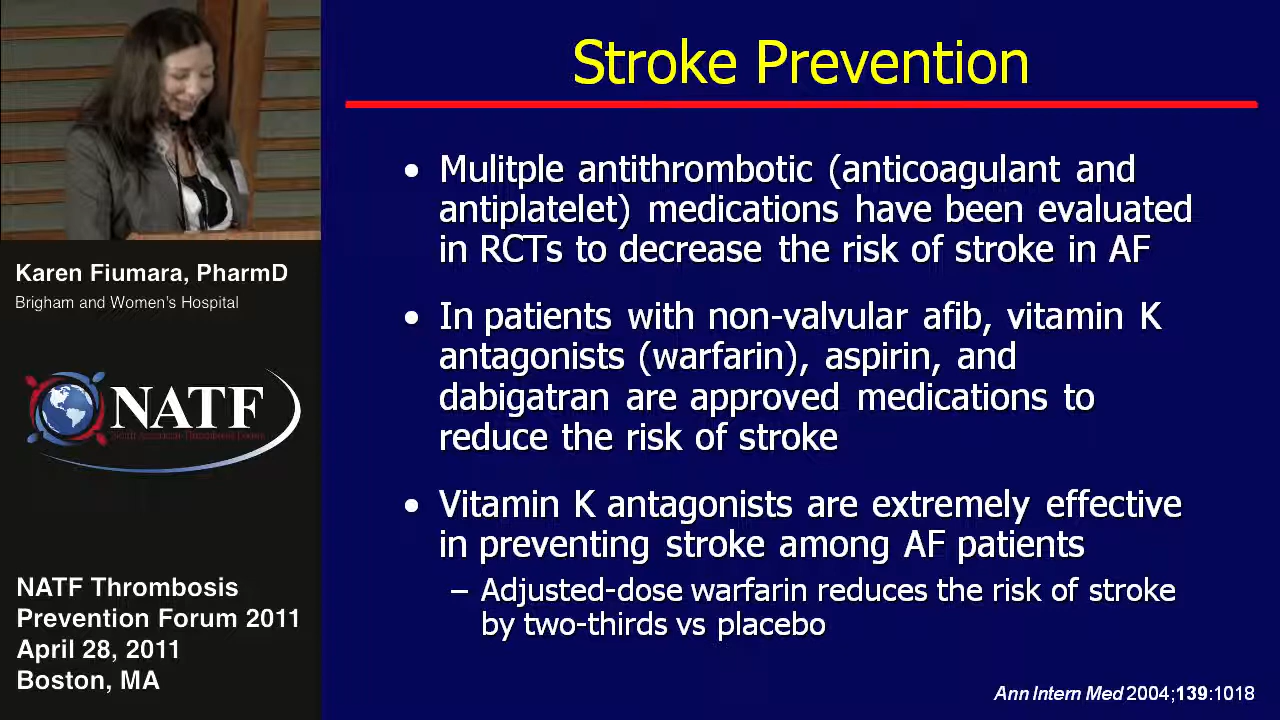 Stroke Prevention
• Mulitple antithrombotic (anticoagulant and
antiplatelet) medications have been evaluated
in RCTs to decrease the risk of stroke in AF
• In patients with non-valvular afib, vitamin K
antagonists (warfarin), aspirin, and
dabigatran are approved medications to
reduce the risk of stroke
• Vitamin K antagonists are extremely effective
in preventing stroke among AF patients
– Adjusted-dose warfarin reduces the risk of stroke
by two-thirds vs placebo
Ann Intern Med 2004;139:1018
Karen Fiumara, PharmD
Brigham and Women's Hospital
NATF
North American Thrombosis Forum
NATF Thrombosis
Prevention Forum 2011
April 28, 2011
Boston, MA